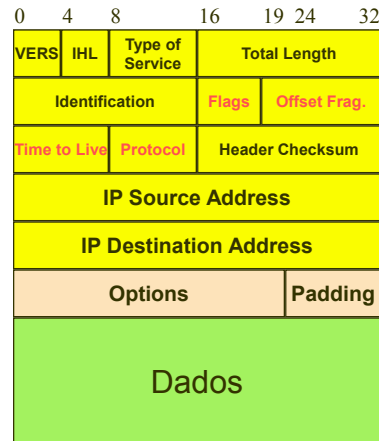 0 4 8 16 19 24 32
VERS IHL Type of Service Total Length
Identification Flags Offset Frag.
Time to Live Protocol Header Checksum
IP Source Address
IP Destination Address
Options Padding
Dados